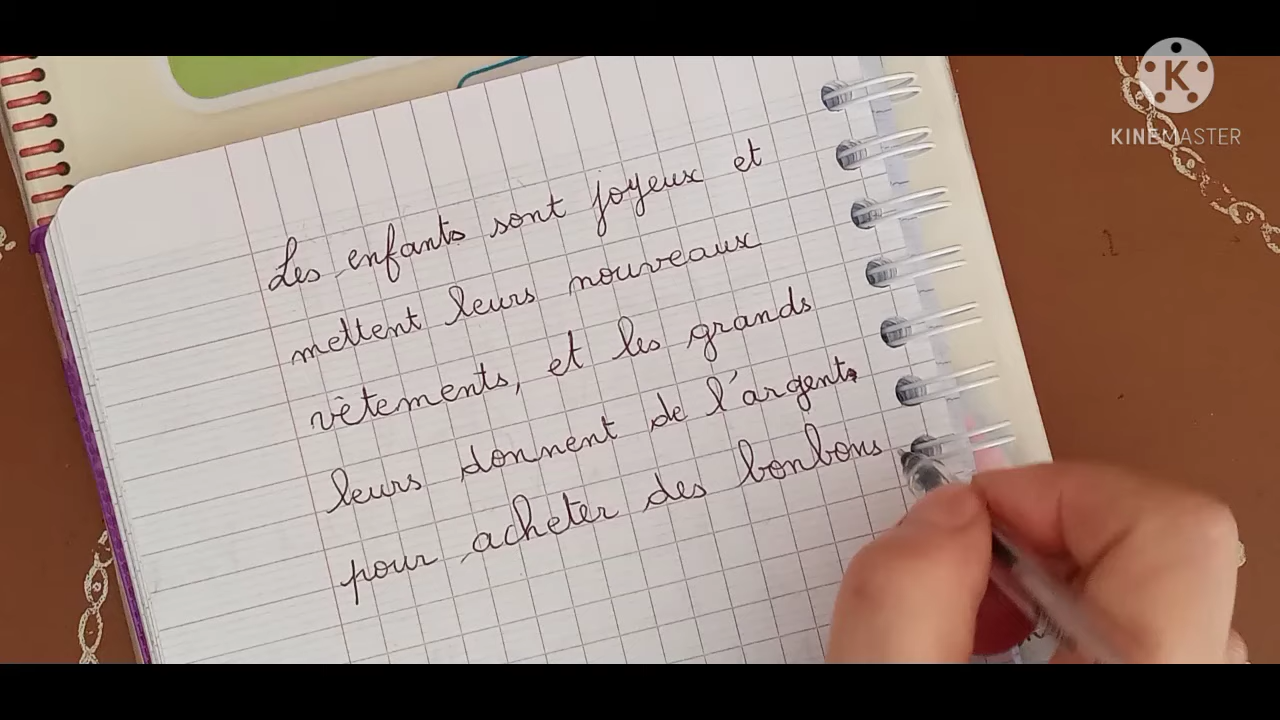 KINEMASTER
Les enfants sont joyeux et
mettent leurs nouveaux
vètements, et les grands
leurs donnent de l'argent
pour acheter des bonbons